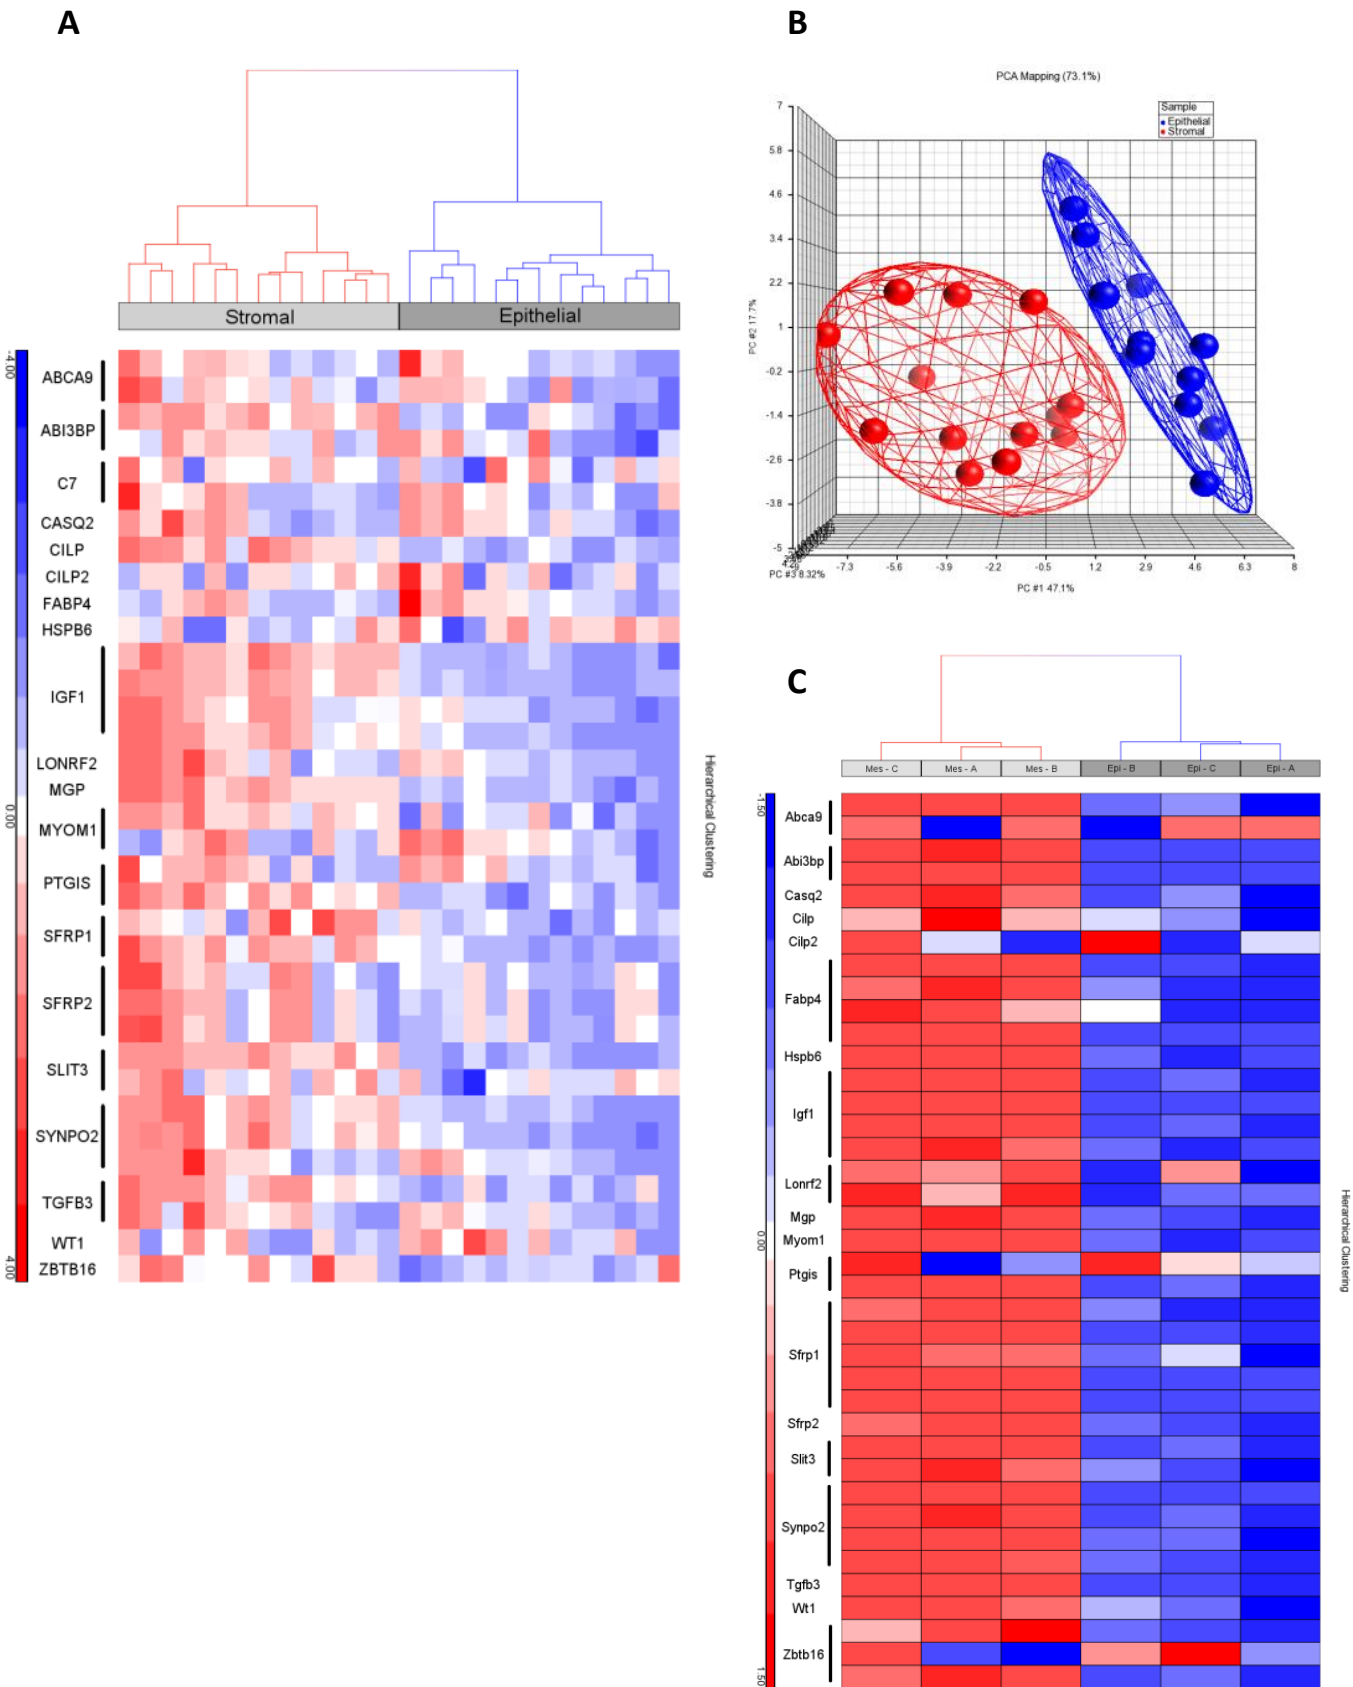 A
Stromal
Epithelial
-4.00
0.00
4.00
ABCA9
ABI3BP
C7
CASQ2
CILP
CILP2
FABP4
HSPB6
IGF1
LONRF2
MGP
MYOM1
PTGIS
SFRP1
SFRP2
SLIT3
SYNPO2
TGFB3
WT1
ZBTB16
Hierarchical Clustering
B
PCA Mapping (73.1%)
Sample
Epithelial
Stromal
7
5.8
4.6
3.4
2.2
1
-0.2
-1.4
-2.6
-3.8
-5
PC #2 17.7%
PC #3 8.32%
-7.3 -5.6 -3.9 -2.2 -0.5 1.2 2.9 4.6 6.3 8
PC #1 47.1%
C
Mes - C Mes - A Mes - B Epi - B Epi - C Epi - A
-1.50
0.00
1.50
Abca9
Abi3bp
Casq2
Cilp
Cilp2
Fabp4
Hspb6
Igf1
Lonrf2
Mgp
Myom1
Ptgis
Sfrp1
Sfrp2
Slit3
Synpo2
Tgfb3
Wt1
Zbtb16
Hierarchical Clustering